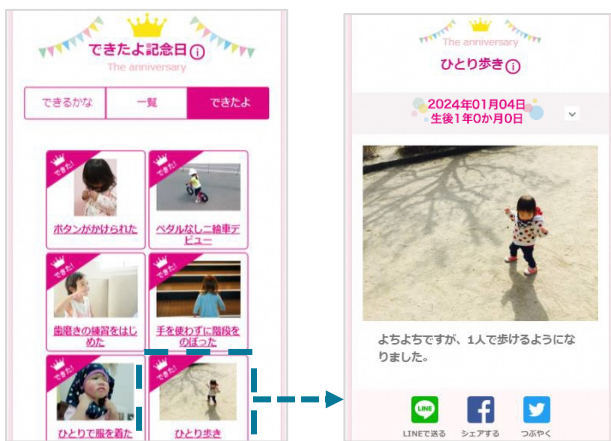 できたよ記念日 i
The anniversary
できるかな
一覧
できたよ
できた!
ボタンがかけられた
できた!
ペダルなし二輪車デ
ビュー
できた!
歯磨きの練習をはじ
めた
できた!
手を使わずに階段を
のぼった
できた!
ひとりで服を着た
できた!
ひとり歩き
The anniversary
ひとり歩き i
2024年01月04日
生後1年0か月0日
よちよちですが、1人で歩けるようにな
りました。
LINE
LINEで送る
シェアする
つぶやく